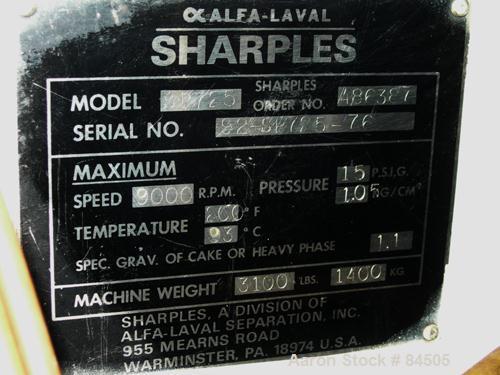 ALFA-LAVAL
SHARPLES
MODEL SHARPLES ORDER NO. 486387
SERIAL NO.
MAXIMUM
SPEED 9000 R.P.M. PRESSURE 15 P.S.I.G.
1.05 KG/CM²
TEMPERATURE 200 °F
93 °C
SPEC. GRAV. OF CAKE OR HEAVY PHASE 1.1
MACHINE WEIGHT 3100 LBS. 1400 KG
SHARPLES, A DIVISION OF
ALFA-LAVAL SEPARATION, INC.
955 MEARNS ROAD
WARMINSTER, PA. 18974 U.S.A.
Aaron Stock # 84505